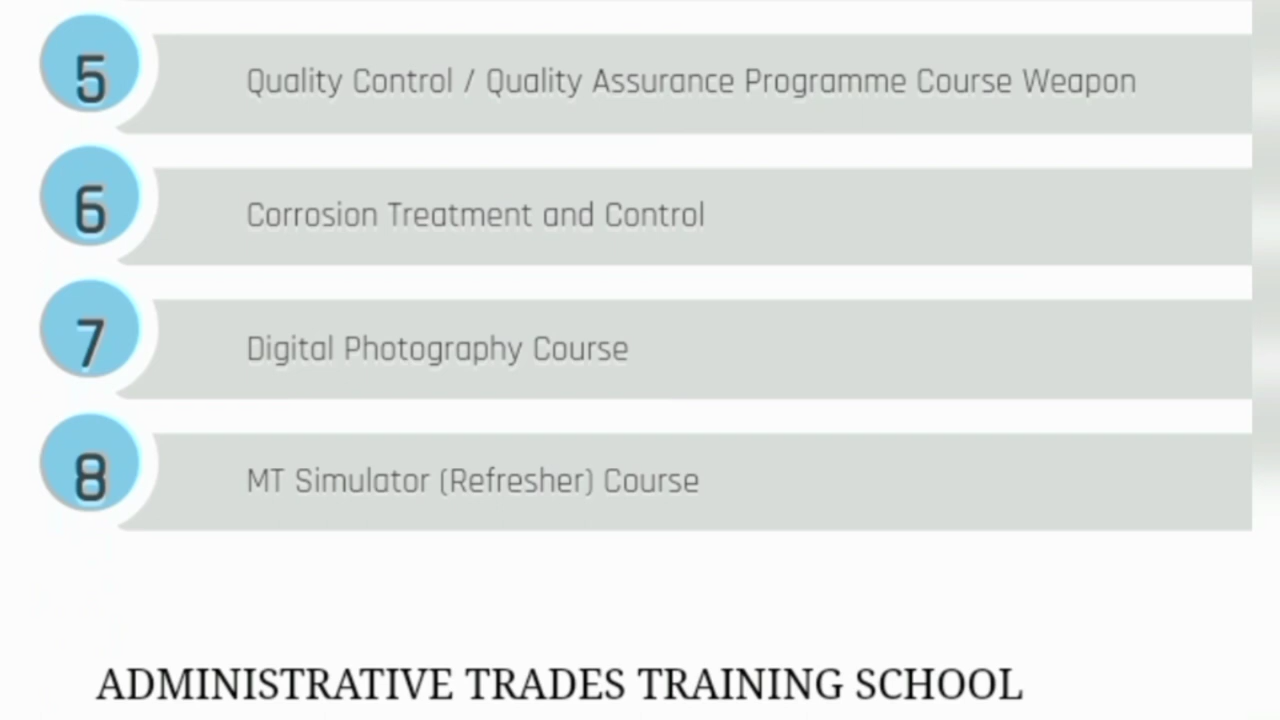 5
Quality Control / Quality Assurance Programme Course Weapon
6
Corrosion Treatment and Control
7
Digital Photography Course
8
MT Simulator (Refresher) Course
ADMINISTRATIVE TRADES TRAINING SCHOOL